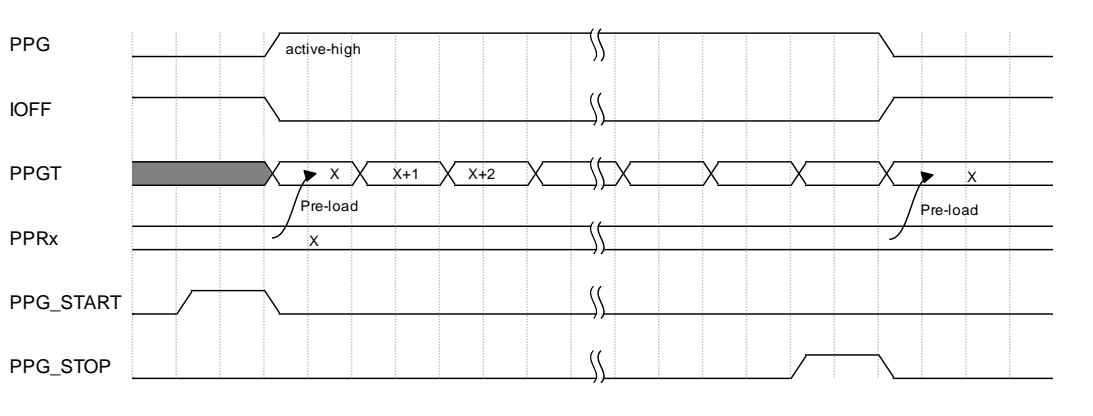 PPG
active-high
IOFF
PPGT
X
X+1
X+2
X
Pre-load
Pre-load
PPRx
X
PPG_START
PPG_STOP